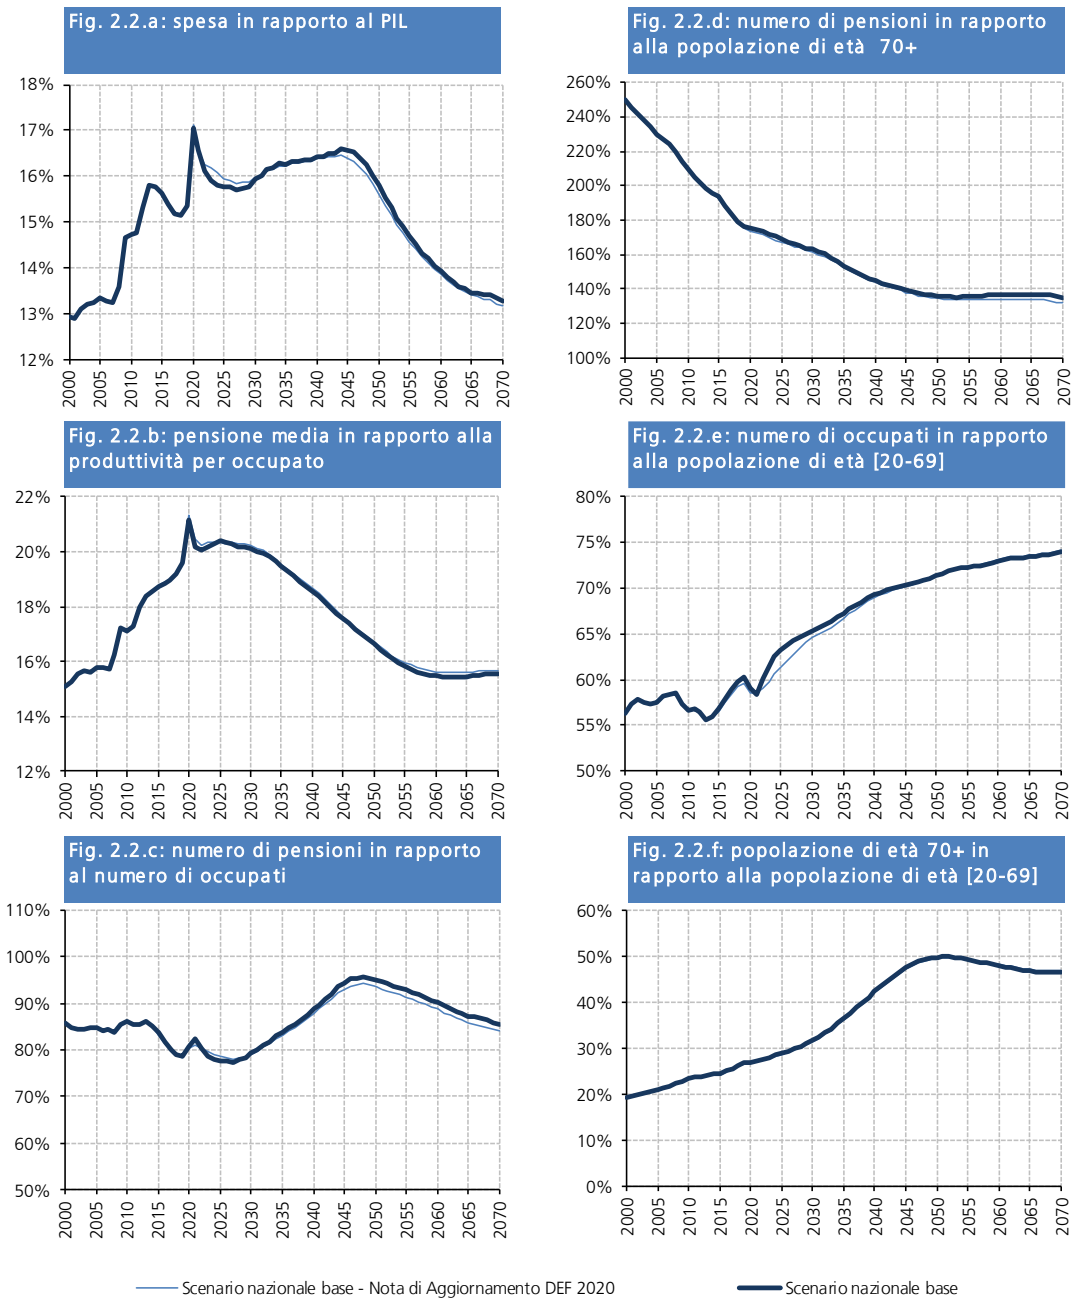 Fig. 2.2.a: spesa in rapporto al PIL
18%
17%
16%
15%
14%
13%
12%
2000 2005 2010 2015 2020 2025 2030 2035 2040 2045 2050 2055 2060 2065 2070
Fig. 2.2.d: numero di pensioni in rapporto
alla popolazione di età 70+
260%
240%
220%
200%
180%
160%
140%
120%
100%
2000 2005 2010 2015 2020 2025 2030 2035 2040 2045 2050 2055 2060 2065 2070
Fig. 2.2.b: pensione media in rapporto alla
produttività per occupato
22%
20%
18%
16%
14%
12%
2000 2005 2010 2015 2020 2025 2030 2035 2040 2045 2050 2055 2060 2065 2070
Fig. 2.2.e: numero di occupati in rapporto
alla popolazione di età [20-69]
80%
75%
70%
65%
60%
55%
50%
2000 2005 2010 2015 2020 2025 2030 2035 2040 2045 2050 2055 2060 2065 2070
Fig. 2.2.c: numero di pensioni in rapporto
al numero di occupati
110%
100%
90%
80%
70%
60%
50%
2000 2005 2010 2015 2020 2025 2030 2035 2040 2045 2050 2055 2060 2065 2070
Fig. 2.2.f: popolazione di età 70+ in
rapporto alla popolazione di età [20-69]
60%
50%
40%
30%
20%
10%
0%
2000 2005 2010 2015 2020 2025 2030 2035 2040 2045 2050 2055 2060 2065 2070
Scenario nazionale base - Nota di Aggiornamento DEF 2020
Scenario nazionale base